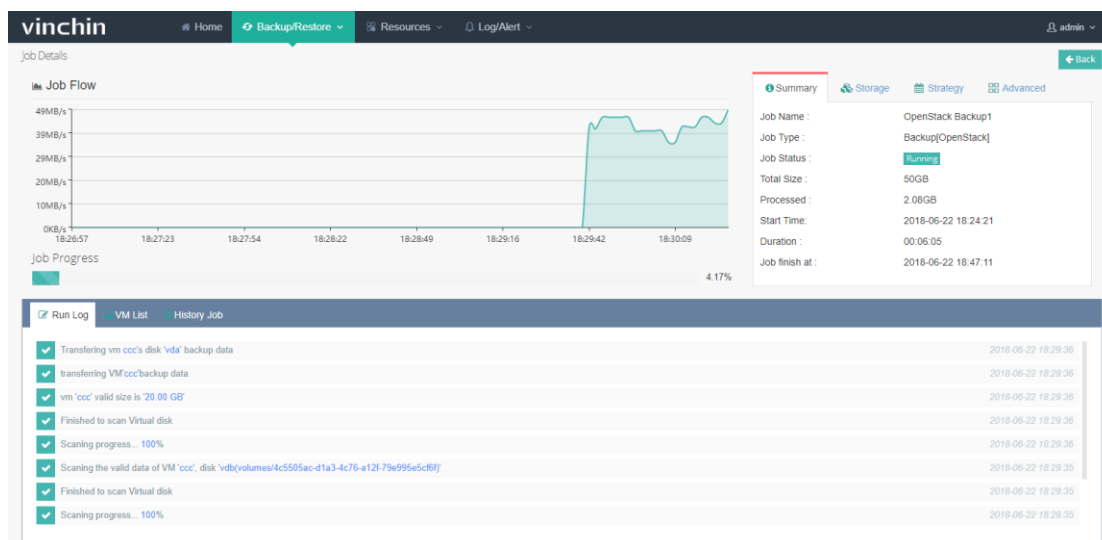 vinchin Home Backup/Restore Resources Log/Alert admin
Job Details Back
Job Flow
49MB/s
39MB/s
29MB/s
20MB/s
10MB/s
0KB/s
18:26:57 18:27:23 18:27:54 18:28:22 18:28:49 18:29:16 18:29:42 18:30:09
Job Progress
4.17%
Summary Storage Strategy Advanced
Job Name : OpenStack Backup1
Job Type : Backup[OpenStack]
Job Status : Running
Total Size : 50GB
Processed : 2.08GB
Start Time: 2018-06-22 18:24:21
Duration : 00:06:05
Job finish at : 2018-06-22 18:47:11
Run Log VM List History Job
Transfering vm ccc's disk 'vda' backup data 2018-06-22 18:29:36
transferring VM'ccc'backup data 2018-06-22 18:29:36
vm 'ccc' valid size is '20.00 GB' 2018-06-22 18:29:36
Finished to scan Virtual disk 2018-06-22 18:29:36
Scaning progress... 100% 2018-06-22 18:29:36
Scaning the valid data of VM 'ccc', disk 'vdb(volumes/4c5505ac-d1a3-4c76-a12f-79e995e5cf6f)' 2018-06-22 18:29:35
Finished to scan Virtual disk 2018-06-22 18:29:35
Scaning progress... 100% 2018-06-22 18:29:35